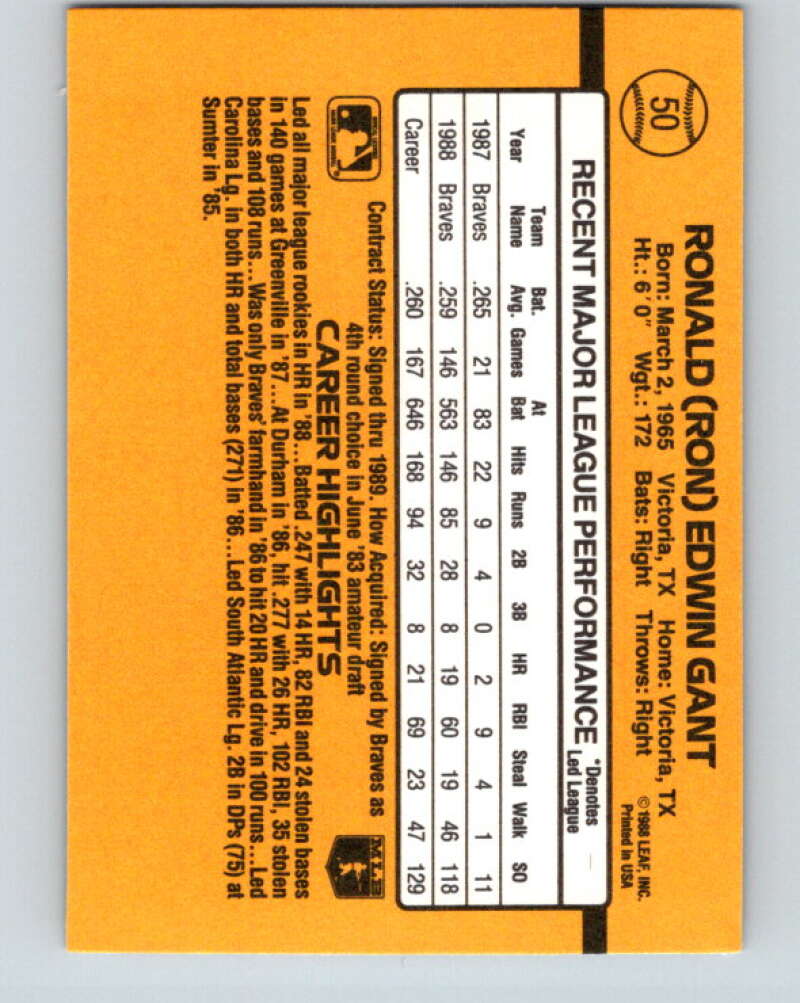 50
RONALD (RON) EDWIN GANT
Born: March 2, 1965 Victoria, TX Home: Victoria, TX
Ht.: 6'0" Wgt.: 172 Bats: Right Throws: Right
© 1988 LEAF, INC.
Printed in USA
RECENT MAJOR LEAGUE PERFORMANCE *Denotes Led League
Year Team Name Bat. Avg. Games At Bat Hits Runs 2B 3B HR RBI Steal Walk SO
1987 Braves .265 21 83 22 9 4 0 2 9 4 1 11
1988 Braves .259 146 563 146 85 28 8 19 60 19 46 118
Career .260 167 646 168 94 32 8 21 69 23 47 129
Contract Status: Signed thru 1989. How Acquired: Signed by Braves as
4th round choice in June '83 amateur draft
CAREER HIGHLIGHTS
MLB
Led all major league rookies in HR in '88...Batted .247 with 14 HR, 82 RBI and 24 stolen bases
in 140 games at Greenville in '87...At Durham in '86, hit .277 with 26 HR, 102 RBI, 35 stolen
bases and 108 runs...Was only Braves' farmhand in '86 to hit 20 HR and drive in 100 runs...Led
Carolina Lg. in both HR and total bases (271) in '86...Led South Atlantic Lg. 2B in DPs (75) at
Sumter in '85.